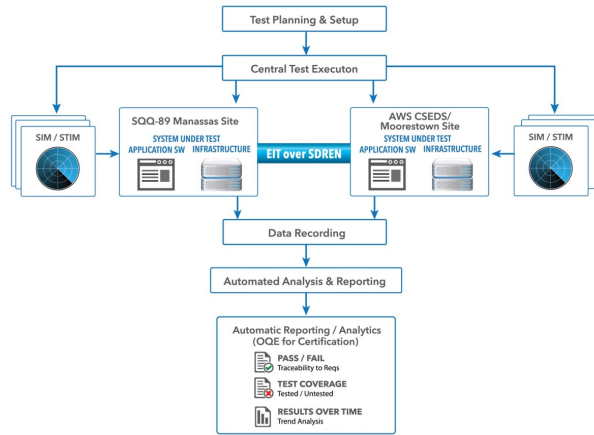 Test Planning & Setup
Central Test Executon
SIM / STIM
SQQ-89 Manassas Site
SYSTEM UNDER TEST
APPLICATION SW INFRASTRUCTURE
EIT over SDREN
AWS CSEDS/
Moorestown Site
SYSTEM UNDER TEST
APPLICATION SW INFRASTRUCTURE
SIM / STIM
Data Recording
Automated Analysis & Reporting
Automatic Reporting / Analytics
(OQE for Certification)
PASS / FAIL
Traceability to Reqs
TEST COVERAGE
Tested / Untested
RESULTS OVER TIME
Trend Analysis